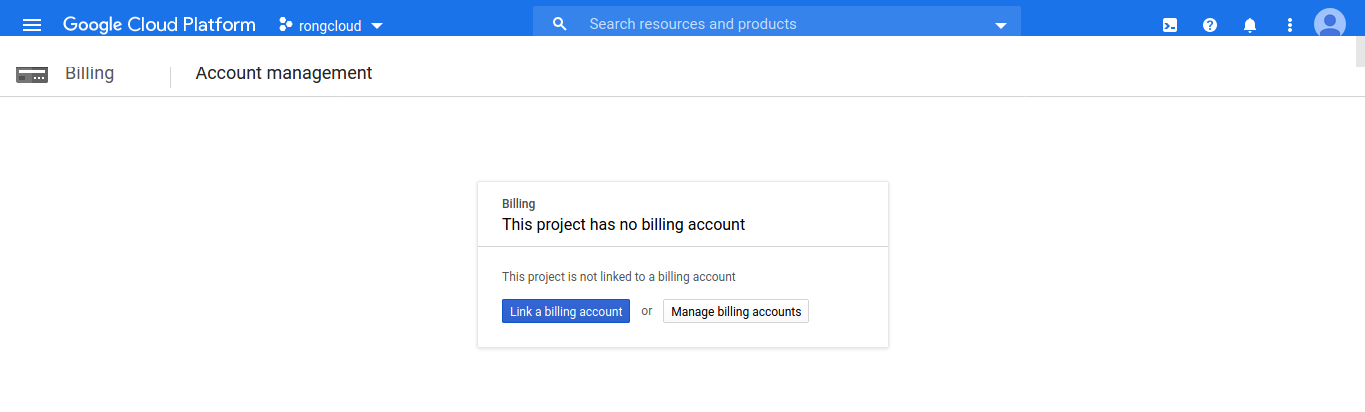 Google Cloud Platform rongcloud Search resources and products
Billing Account management
Billing
This project has no billing account
This project is not linked to a billing account
Link a billing account or Manage billing accounts